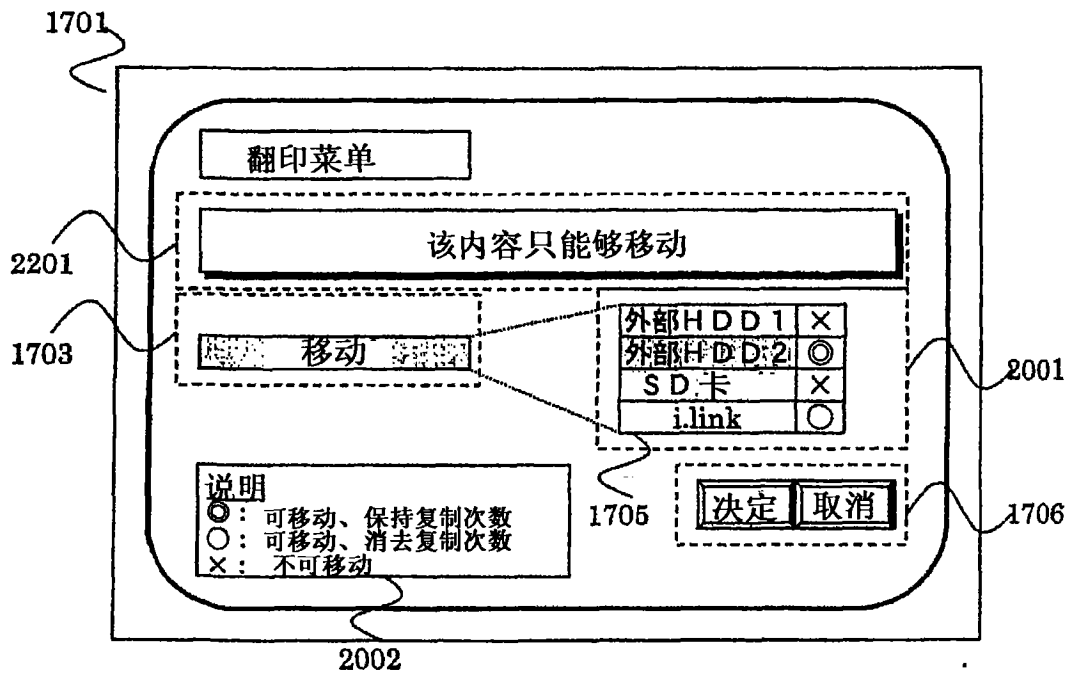 1701
翻印菜单
该内容只能够移动
2201
1703
移动
外部HDD1 ×
外部HDD2 ◎
SD卡 ×
i.link ○
2001
说明
◎：可移动、保持复制次数
○：可移动、消去复制次数
×：不可移动
1705
决定 取消
1706
2002